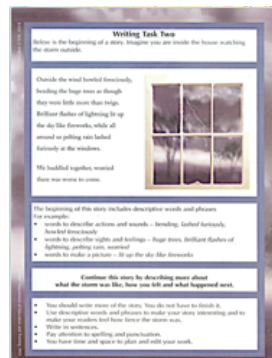 Writing Task Two
Below is the beginning of a story. Imagine you are inside the house watching
the storm outside.
Outside the wind howled ferociously,
bending the huge trees as though
they were little more than twigs.
Brilliant flashes of lightning lit up
the sky like fireworks, while all
around us pelting rain lashed
furiously at the windows.
We huddled together, worried
there was worse to come.
The beginning of this story includes descriptive words and phrases
For example:
• words to describe actions and sounds – bending, lashed furiously,
howled ferociously
• words to describe sights and feelings – huge trees, Brilliant flashes of
lightning, pelting rain, worried
• words to make a picture – lit up the sky like fireworks
Continue this story by describing more about
what the storm was like, how you felt and what happened next.
• You should write more of the story. You do not have to finish it.
• Use descriptive words and phrases to make your story interesting and to
make your readers feel how fierce the storm was.
• Write in sentences.
• Pay attention to spelling and punctuation.
• You have time and space to plan and edit your work.